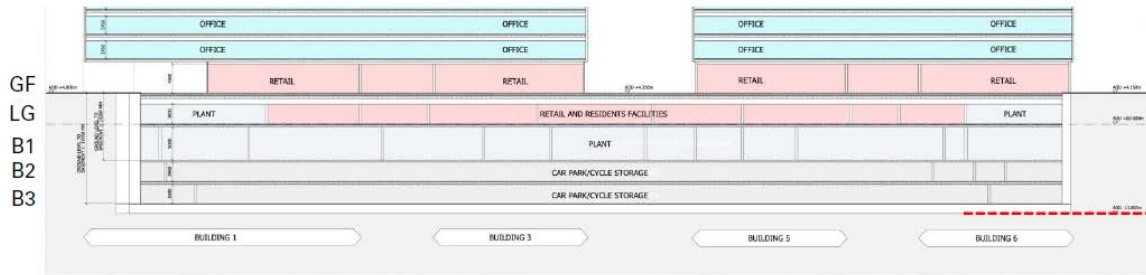 OFFICE OFFICE OFFICE OFFICE
OFFICE OFFICE OFFICE OFFICE
GF
RETAIL RETAIL RETAIL RETAIL
LG
PLANT RETAIL AND RESIDENTS FACILITIES PLANT
B1
PLANT
B2
CAR PARK/CYCLE STORAGE
B3
CAR PARK/CYCLE STORAGE
BUILDING 1 BUILDING 3 BUILDING 5 BUILDING 6